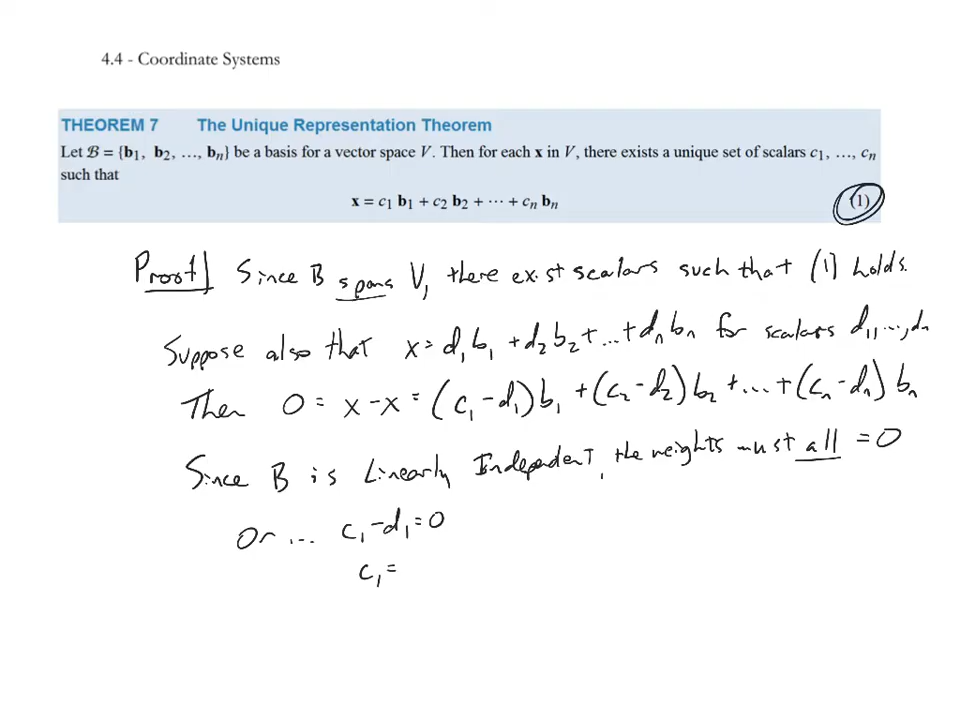 4.4 - Coordinate Systems
THEOREM 7 The Unique Representation Theorem
Let ℬ = {b₁, b₂, …, bₙ} be a basis for a vector space V. Then for each x in V, there exists a unique set of scalars c₁, …, cₙ
such that
x = c₁ b₁ + c₂ b₂ + ⋯ + cₙ bₙ (1)
Proof] Since B spans V, there exist scalars such that (1) holds.
Suppose also that x = d₁b₁ + d₂b₂ + ... + dₙbₙ for scalars d₁, ..., dₙ
Then 0 = x - x = (c₁ - d₁)b₁ + (c₂ - d₂)b₂ + ... + (cₙ - dₙ)bₙ
Since B is Linearly Independent, the weights must all = 0
Or ... c₁ - d₁ = 0
c₁ =